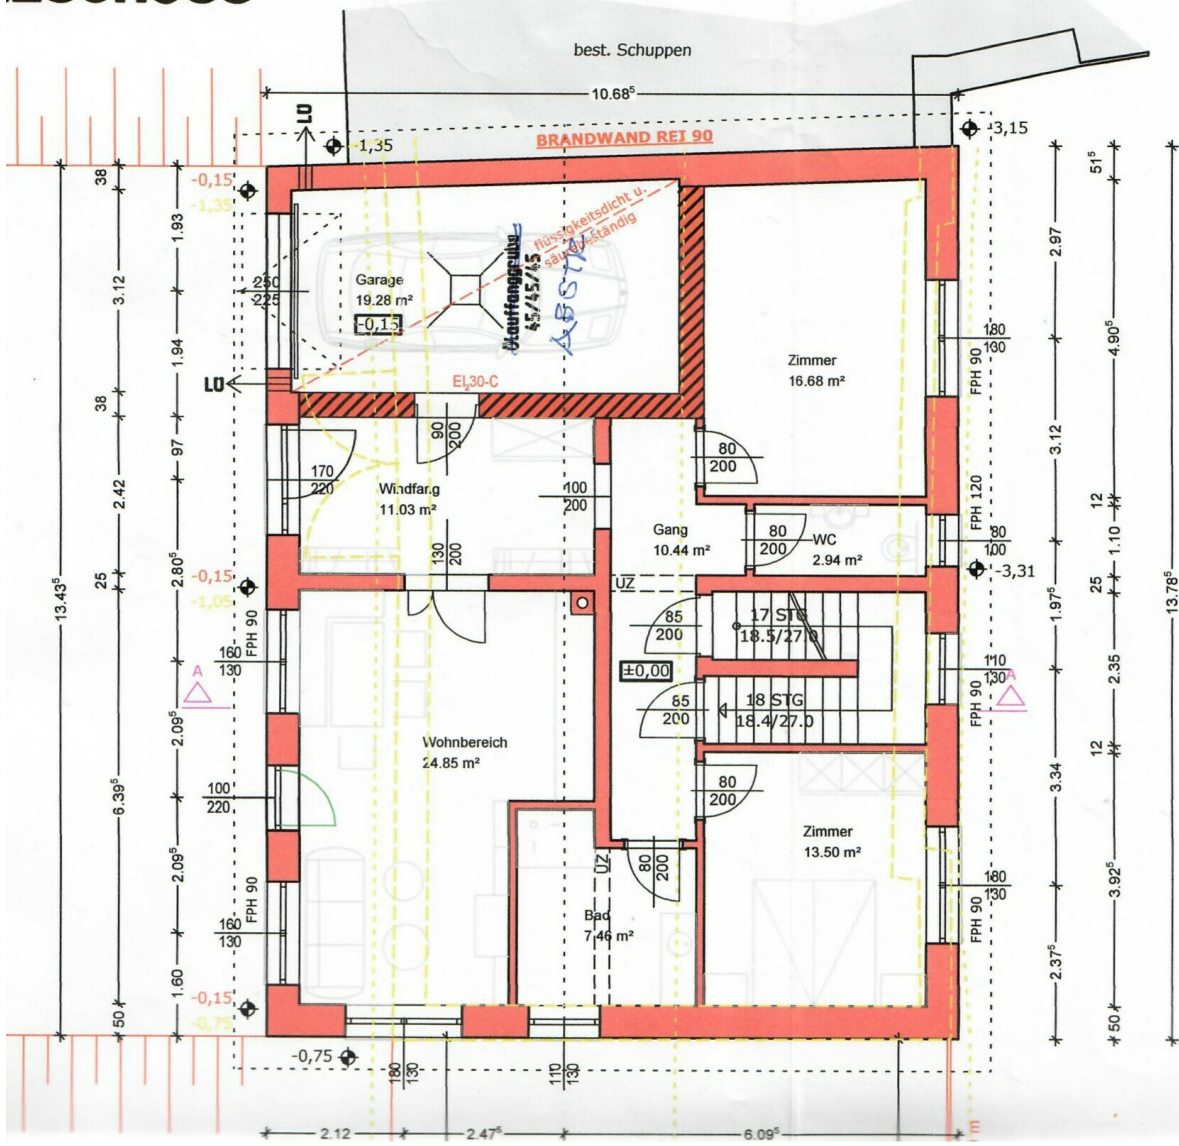 best. Schuppen
10.68⁵
LÜ
BRANDWAND REI 90
-3,15
-1,35
-0,15
-1,35
38
1.93
3.12
1.94
38
97
2.42
25
2.80⁵
13.43⁵
2.09⁵
6.39⁵
2.09⁵
1.60
50
51⁵
2.97
4.90⁵
3.12
12
1.10
25
1.97⁵
13.78⁵
2.35
12
3.34
3.92⁵
2.37⁵
50
flüssigkeitsdicht u.
säurebeständig
Garage
19.28 m²
-0,15
250
225
Ölauffanggrube
45/45/45
LÜ
EI₂30-C
Zimmer
16.68 m²
180
130
FPH 90
90
200
80
200
170
220
Windfang
11.03 m²
100
200
Gang
10.44 m²
80
200
WC
2.94 m²
FPH 120
80
100
-3,31
130
200
UZ
-0,15
-1,05
FPH 90
160
130
A
85
200
17 STG
18.5/27.0
±0,00
110
130
FPH 90
A
85
200
18 STG
18.4/27.0
Wohnbereich
24.85 m²
100
220
80
200
Zimmer
13.50 m²
180
130
FPH 90
80
200
UZ
Bad
7.46 m²
FPH 90
160
130
-0,15
-0,75
-0,75
180
130
110
130
2.12
2.47⁵
6.09⁵
E